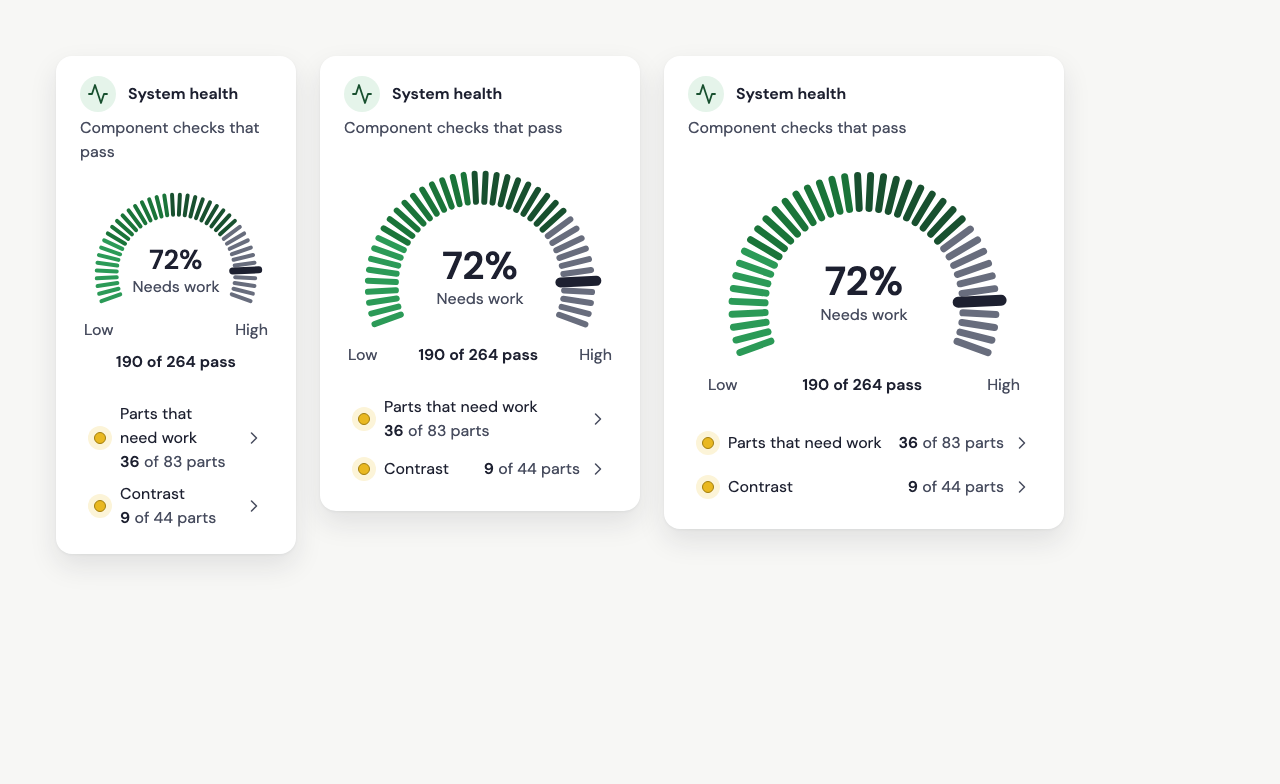 System health
Component checks that
pass
72%
Needs work
Low
High
190 of 264 pass
Parts that
need work
36 of 83 parts
Contrast
9 of 44 parts
System health
Component checks that pass
72%
Needs work
Low 190 of 264 pass High
Parts that need work
36 of 83 parts
Contrast 9 of 44 parts
System health
Component checks that pass
72%
Needs work
Low 190 of 264 pass High
Parts that need work 36 of 83 parts
Contrast 9 of 44 parts